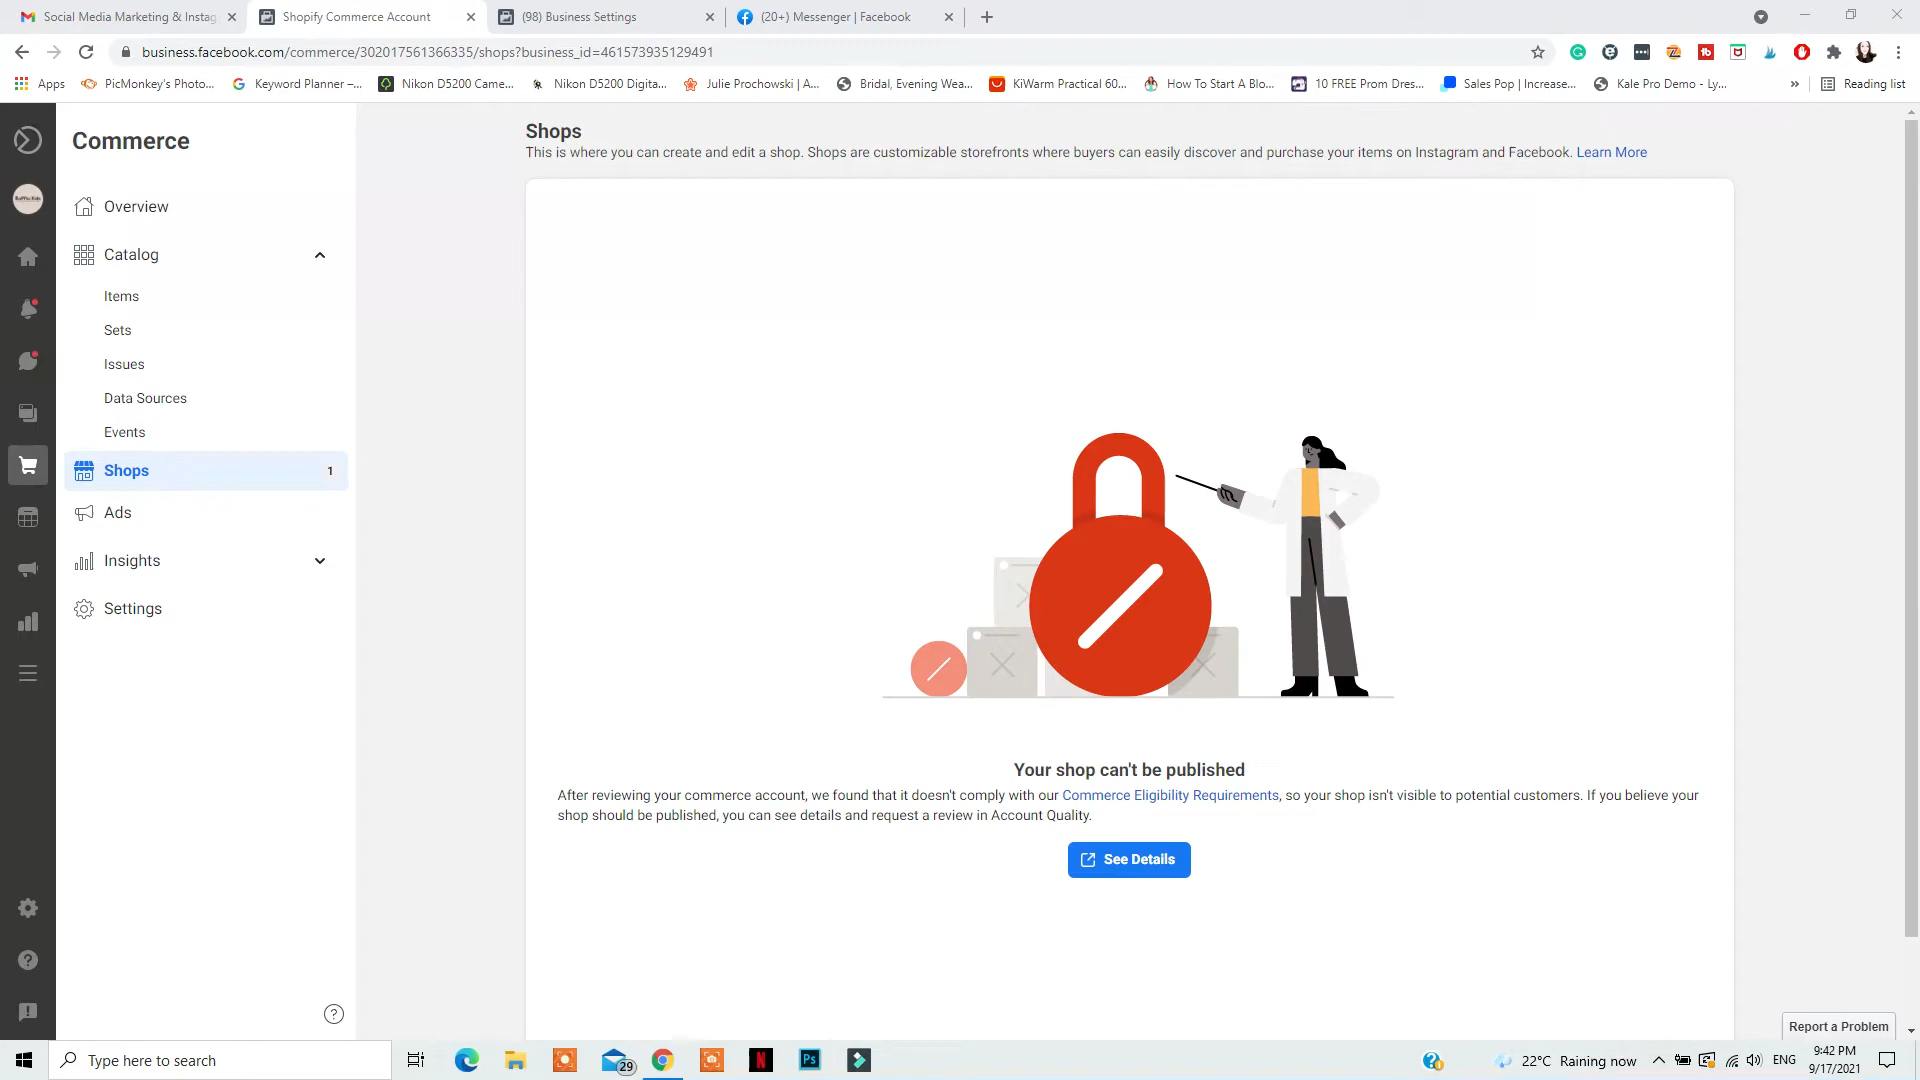 Social Media Marketing & Instag
Shopify Commerce Account
(98) Business Settings
(20+) Messenger | Facebook
business.facebook.com/commerce/302017561366335/shops?business_id=461573935129491
Apps
PicMonkey's Photo...
Keyword Planner –...
Nikon D5200 Came...
Nikon D5200 Digita...
Julie Prochowski | A...
Bridal, Evening Wea...
KiWarm Practical 60...
How To Start A Blo...
10 FREE Prom Dres...
Sales Pop | Increase...
Kale Pro Demo - Ly...
»
Reading list
Commerce
Overview
Catalog
Items
Sets
Issues
Data Sources
Events
Shops 1
Ads
Insights
Settings
Shops
This is where you can create and edit a shop. Shops are customizable storefronts where buyers can easily discover and purchase your items on Instagram and Facebook. Learn More
Your shop can't be published
After reviewing your commerce account, we found that it doesn't comply with our Commerce Eligibility Requirements, so your shop isn't visible to potential customers. If you believe your
shop should be published, you can see details and request a review in Account Quality.
See Details
Report a Problem
Type here to search
29
Ps
22°C Raining now
ENG
9:42 PM
9/17/2021